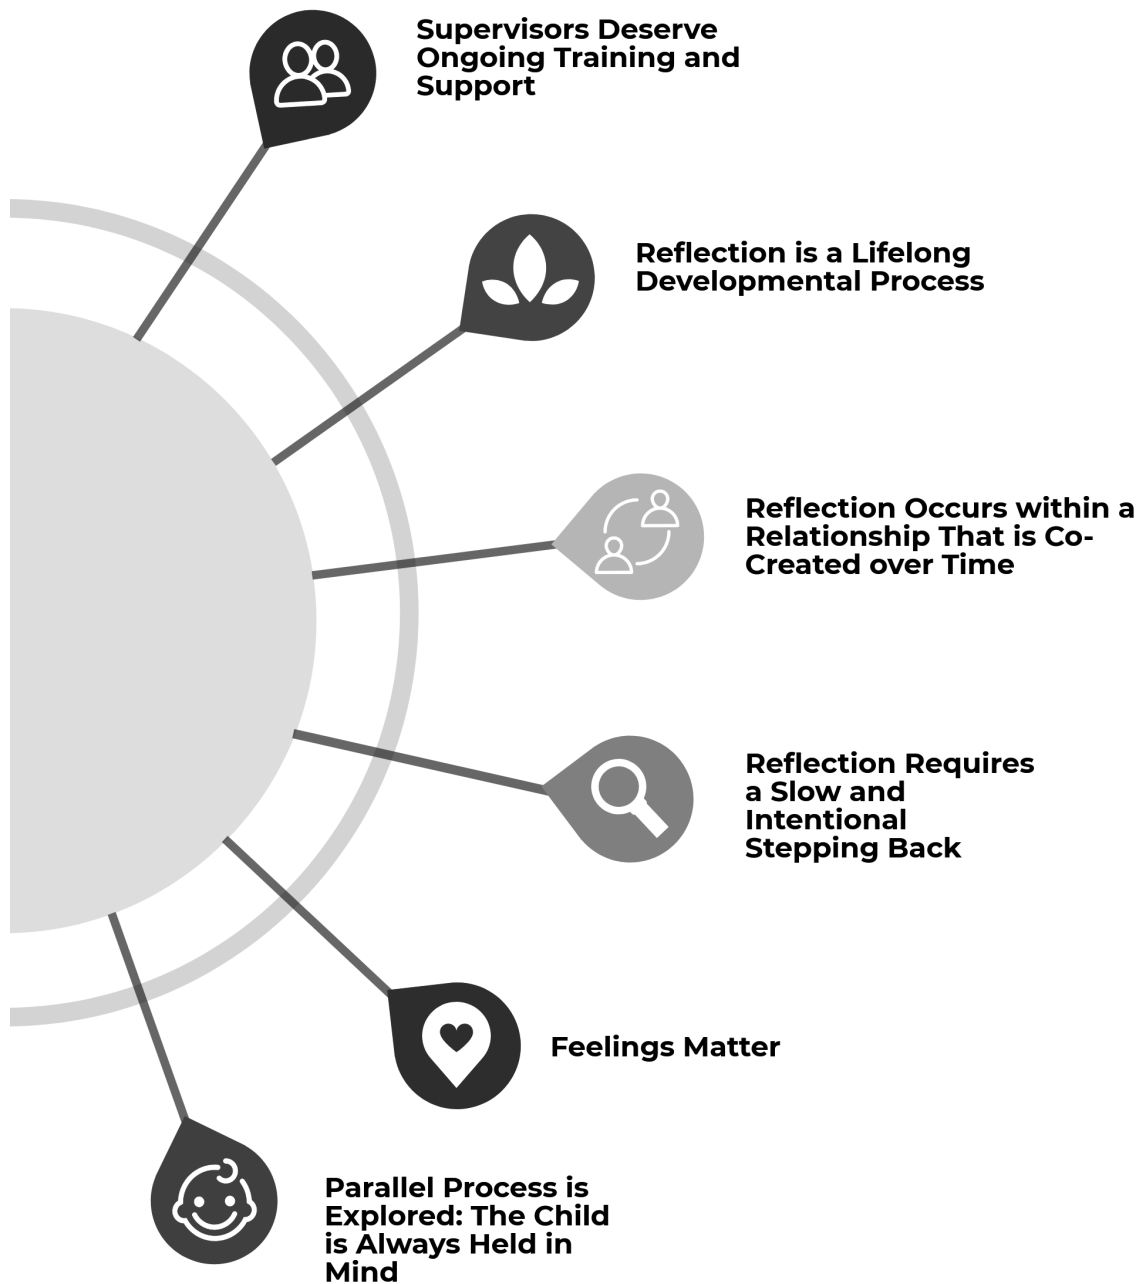 Supervisors Deserve
Ongoing Training and
Support
Reflection is a Lifelong
Developmental Process
Reflection Occurs within a
Relationship That is Co-
Created over Time
Reflection Requires
a Slow and
Intentional
Stepping Back
Feelings Matter
Parallel Process is
Explored: The Child
is Always Held in
Mind